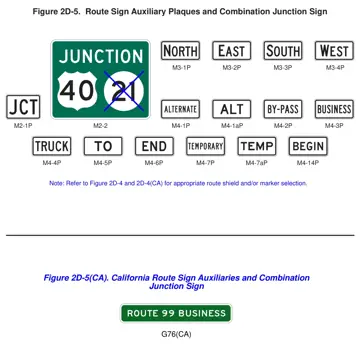 Figure 2D-5. Route Sign Auxiliary Plaques and Combination Junction Sign
JUNCTION
40 21
NORTH EAST SOUTH WEST
M3-1P M3-2P M3-3P M3-4P
JCT
ALTERNATE ALT BY-PASS BUSINESS
M2-1P M2-2 M4-1P M4-1aP M4-2P M4-3P
TRUCK TO END TEMPORARY TEMP BEGIN
M4-4P M4-5P M4-6P M4-7P M4-7aP M4-14P
Note: Refer to Figure 2D-4 and 2D-4(CA) for appropriate route shield and/or marker selection.
Figure 2D-5(CA). California Route Sign Auxiliaries and Combination
Junction Sign
ROUTE 99 BUSINESS
G76(CA)